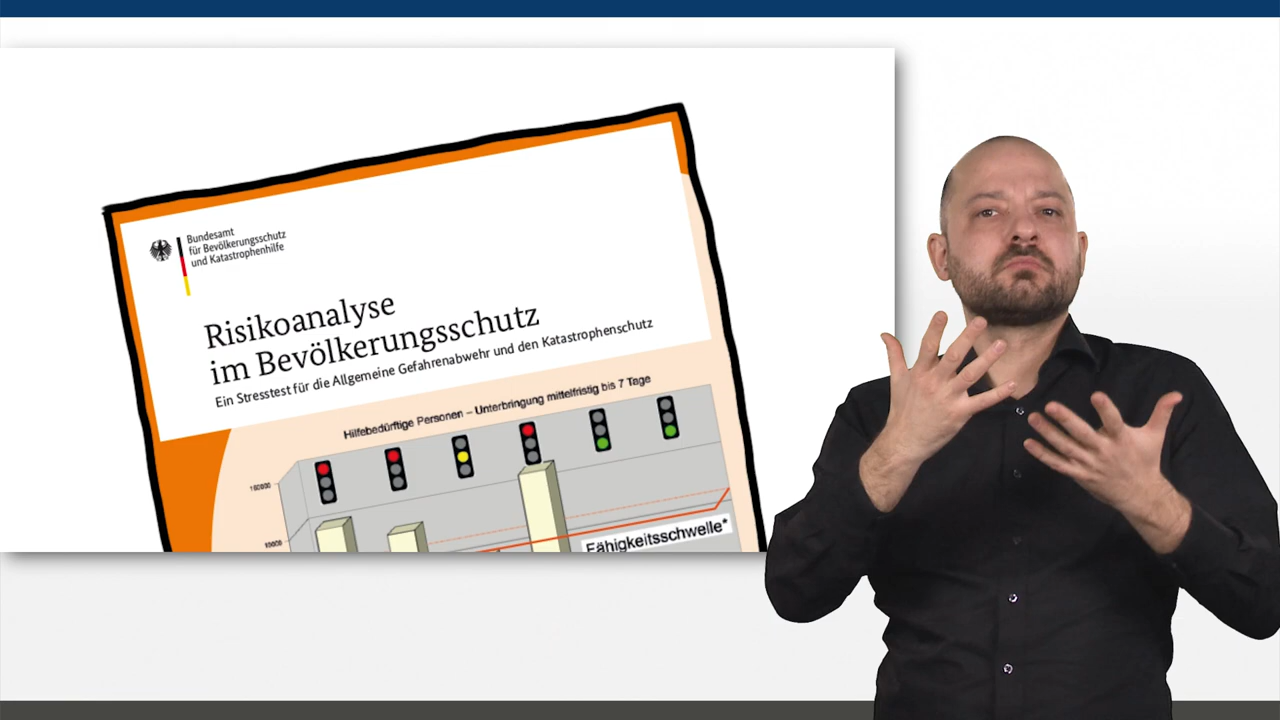 Bundesamt
für Bevölkerungsschutz
und Katastrophenhilfe
Risikoanalyse
im Bevölkerungsschutz
Ein Stresstest für die Allgemeine Gefahrenabwehr und den Katastrophenschutz
Hilfebedürftige Personen – Unterbringung mittelfristig bis 7 Tage
Fähigkeitsschwelle*